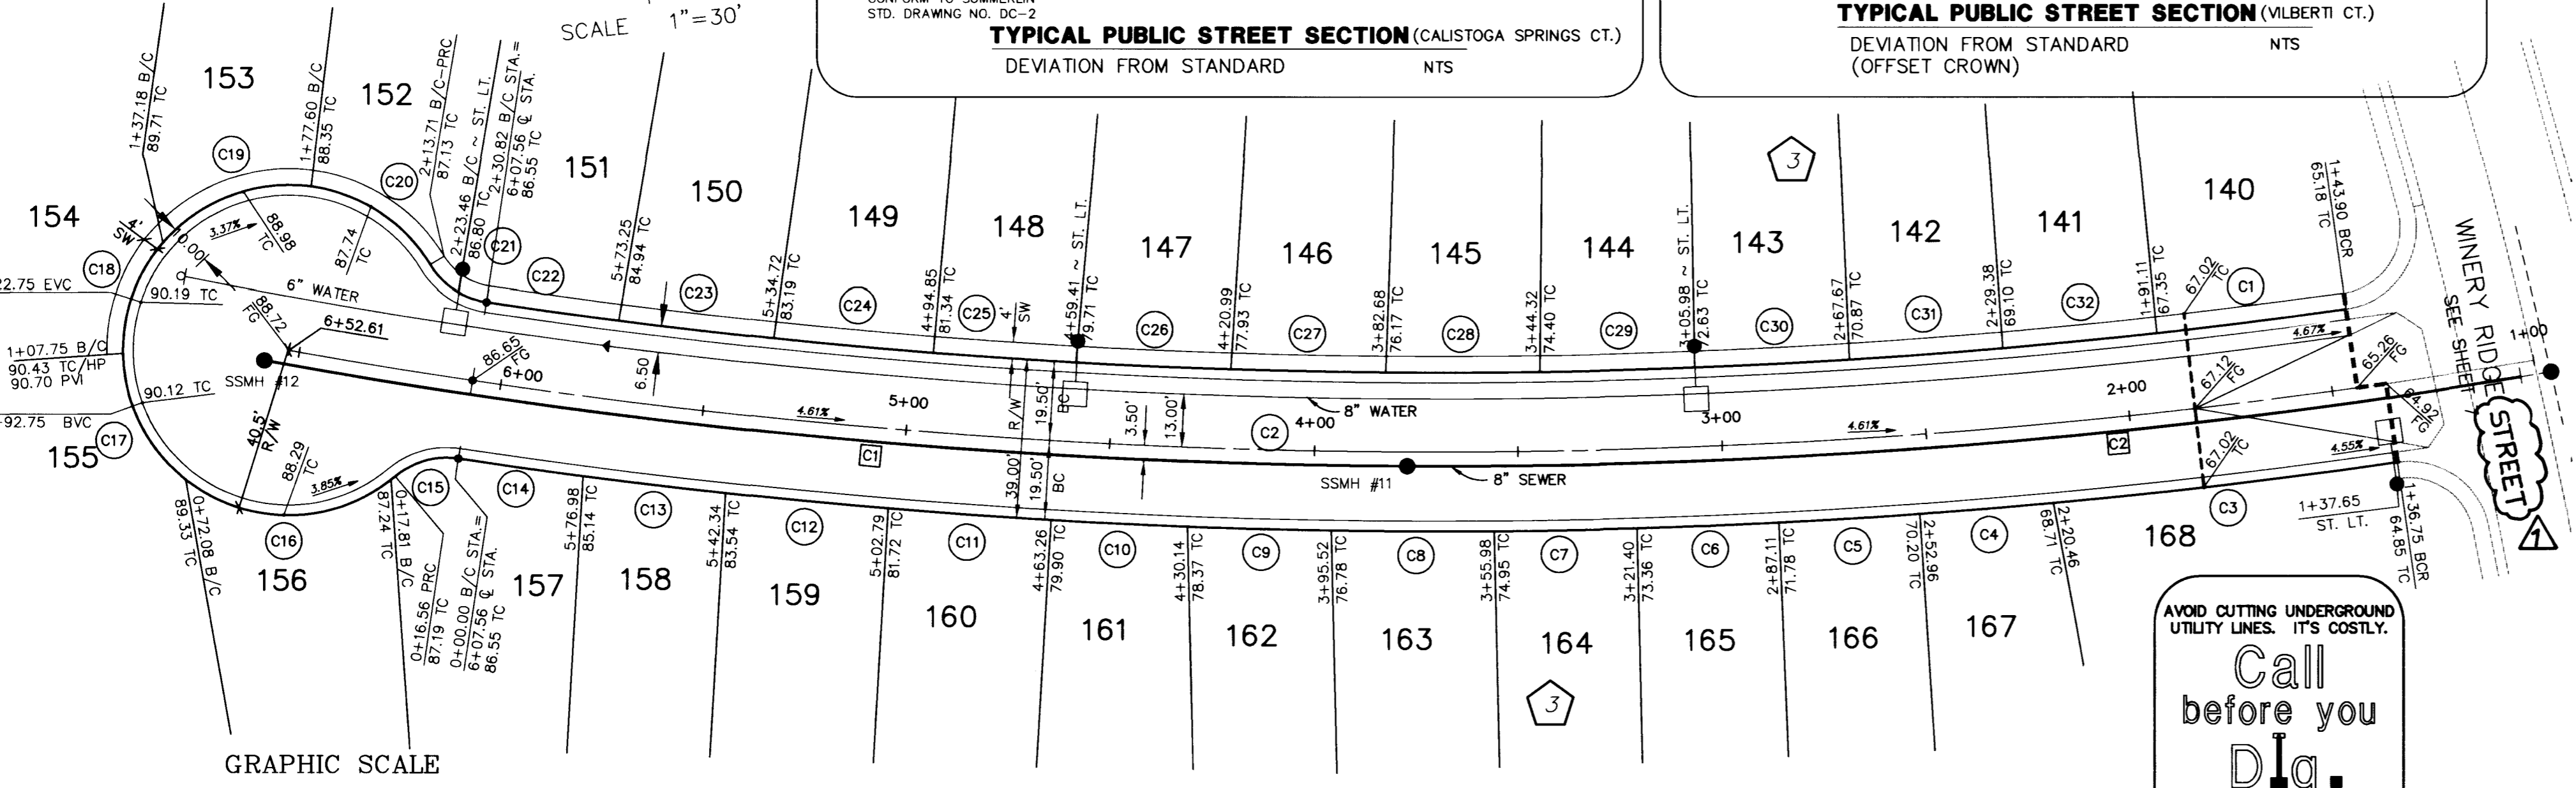 SCALE 1"=30'
STD. DRAWING NO. DC-2
TYPICAL PUBLIC STREET SECTION (CALISTOGA SPRINGS CT.)
DEVIATION FROM STANDARD NTS
TYPICAL PUBLIC STREET SECTION (VILBERTI CT.)
DEVIATION FROM STANDARD NTS
(OFFSET CROWN)
1+37.18 B/C
89.71 TC
153
1+77.60 B/C
88.35 TC
152
2+13.71 B/C-PRC
87.13 TC
2+23.46 B/C ~ ST. LT.
86.80 TC
2+30.82 B/C STA.=
6+07.56 ℄ STA.
86.55 TC
151
5+73.25
84.94 TC
150
5+34.72
83.19 TC
149
4+94.85
81.34 TC
148
4+59.41 ~ ST. LT.
79.71 TC
147
4+20.99
77.93 TC
146
3+82.68
76.17 TC
145
3+44.32
74.40 TC
144
3+05.98 ~ ST. LT.
72.63 TC
143
3
2+67.67
70.87 TC
142
2+29.38
69.10 TC
141
1+91.11
67.35 TC
140
1+43.90 BCR
65.18 TC
C19
C20
C21
C22
C23
C24
C25
4'
SW
C26
C27
C28
C29
C30
C31
C32
C1
67.02
TC
154
4'
SW
C18
0.00
3.37%
88.98
TC
87.74
TC
22.75 EVC
90.19 TC
6" WATER
88.72
FG
6+52.61
1+07.75 B/C
90.43 TC/HP
90.70 PVI
SSMH #12
86.65
FG
6+00
6.50
90.12 TC
92.75 BVC
C17
155
40.5'
R/W
88.29
TC
3.85%
C15
C14
C16
4.61%
5+00
C1
R/W
39.00'
19.50'
BC
19.50'
BC
3.50'
13.00'
C2
4+00
8" WATER
SSMH #11
8" SEWER
3+00
4.61%
2+00
C2
67.12
FG
4.67%
65.26
FG
64.92
FG
67.02
TC
4.55%
1+00
WINERY RIDGE
STREET
SEE SHEET
1
0+72.08 B/C
89.33 TC
156
0+17.81 B/C
87.24 TC
0+16.56 PRC
87.19 TC
0+00.00 B/C STA.=
6+07.56 ℄ STA.
86.55 TC
157
5+76.98
85.14 TC
C13
158
5+42.34
83.54 TC
C12
159
5+02.79
81.72 TC
C11
160
4+63.26
79.90 TC
C10
161
4+30.14
78.37 TC
C9
162
3+95.52
76.78 TC
C8
163
3+55.98
74.95 TC
C7
164
3
3+21.40
73.36 TC
C6
165
2+87.11
71.78 TC
C5
166
2+52.96
70.20 TC
C4
167
2+20.46
68.71 TC
168
C3
1+37.65
ST. LT.
1+36.75 BCR
64.85 TC
GRAPHIC SCALE
AVOID CUTTING UNDERGROUND
UTILITY LINES. IT'S COSTLY.
Call
before you
Dig.